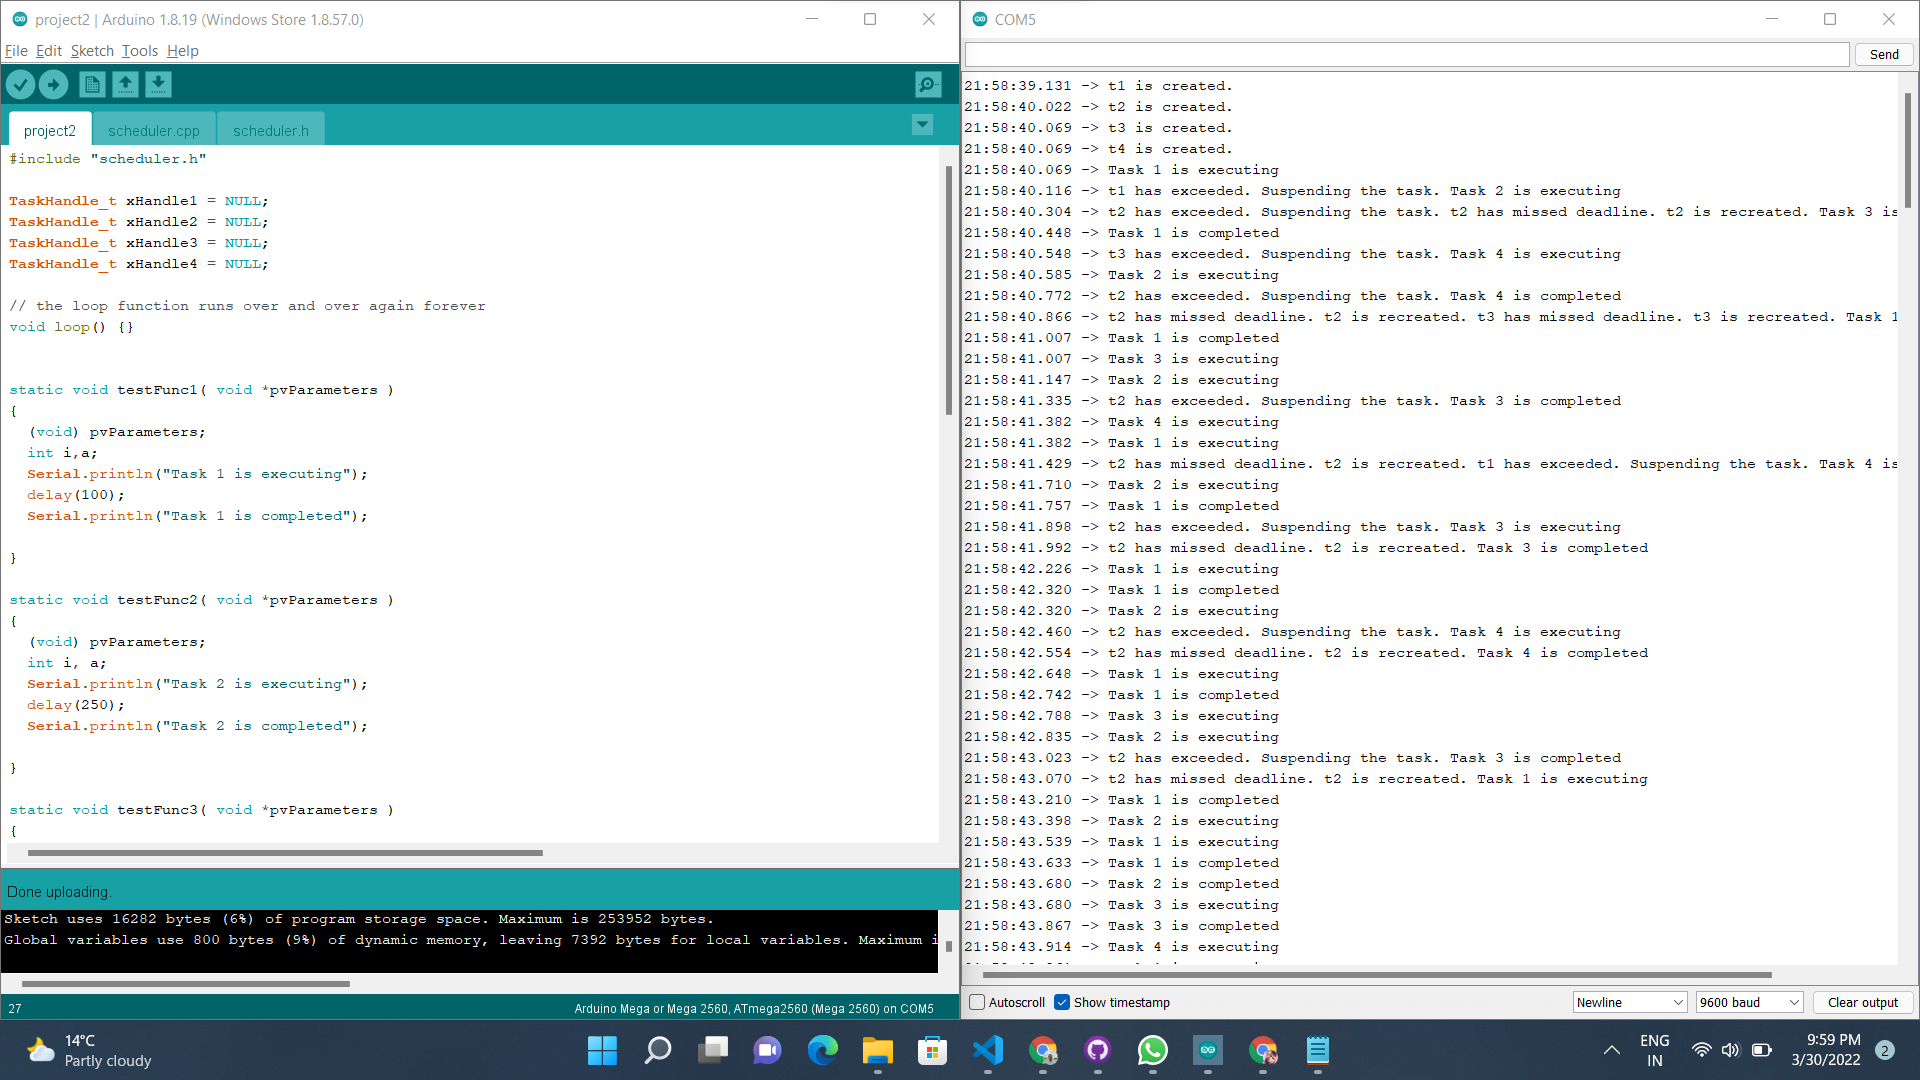 project2 | Arduino 1.8.19 (Windows Store 1.8.57.0)
File Edit Sketch Tools Help
project2 scheduler.cpp scheduler.h
#include "scheduler.h"
TaskHandle_t xHandle1 = NULL;
TaskHandle_t xHandle2 = NULL;
TaskHandle_t xHandle3 = NULL;
TaskHandle_t xHandle4 = NULL;
// the loop function runs over and over again forever
void loop() {}
static void testFunc1( void *pvParameters )
{
(void) pvParameters;
int i,a;
Serial.println("Task 1 is executing");
delay(100);
Serial.println("Task 1 is completed");
}
static void testFunc2( void *pvParameters )
{
(void) pvParameters;
int i, a;
Serial.println("Task 2 is executing");
delay(250);
Serial.println("Task 2 is completed");
}
static void testFunc3( void *pvParameters )
{
Done uploading.
Sketch uses 16282 bytes (6%) of program storage space. Maximum is 253952 bytes.
Global variables use 800 bytes (9%) of dynamic memory, leaving 7392 bytes for local variables. Maximum i
27
Arduino Mega or Mega 2560, ATmega2560 (Mega 2560) on COM5
COM5
Send
21:58:39.131 -> t1 is created.
21:58:40.022 -> t2 is created.
21:58:40.069 -> t3 is created.
21:58:40.069 -> t4 is created.
21:58:40.069 -> Task 1 is executing
21:58:40.116 -> t1 has exceeded. Suspending the task. Task 2 is executing
21:58:40.304 -> t2 has exceeded. Suspending the task. t2 has missed deadline. t2 is recreated. Task 3 is
21:58:40.448 -> Task 1 is completed
21:58:40.548 -> t3 has exceeded. Suspending the task. Task 4 is executing
21:58:40.585 -> Task 2 is executing
21:58:40.772 -> t2 has exceeded. Suspending the task. Task 4 is completed
21:58:40.866 -> t2 has missed deadline. t2 is recreated. t3 has missed deadline. t3 is recreated. Task 1
21:58:41.007 -> Task 1 is completed
21:58:41.007 -> Task 3 is executing
21:58:41.147 -> Task 2 is executing
21:58:41.335 -> t2 has exceeded. Suspending the task. Task 3 is completed
21:58:41.382 -> Task 4 is executing
21:58:41.382 -> Task 1 is executing
21:58:41.429 -> t2 has missed deadline. t2 is recreated. t1 has exceeded. Suspending the task. Task 4 is
21:58:41.710 -> Task 2 is executing
21:58:41.757 -> Task 1 is completed
21:58:41.898 -> t2 has exceeded. Suspending the task. Task 3 is executing
21:58:41.992 -> t2 has missed deadline. t2 is recreated. Task 3 is completed
21:58:42.226 -> Task 1 is executing
21:58:42.320 -> Task 1 is completed
21:58:42.320 -> Task 2 is executing
21:58:42.460 -> t2 has exceeded. Suspending the task. Task 4 is executing
21:58:42.554 -> t2 has missed deadline. t2 is recreated. Task 4 is completed
21:58:42.648 -> Task 1 is executing
21:58:42.742 -> Task 1 is completed
21:58:42.788 -> Task 3 is executing
21:58:42.835 -> Task 2 is executing
21:58:43.023 -> t2 has exceeded. Suspending the task. Task 3 is completed
21:58:43.070 -> t2 has missed deadline. t2 is recreated. Task 1 is executing
21:58:43.210 -> Task 1 is completed
21:58:43.398 -> Task 2 is executing
21:58:43.539 -> Task 1 is executing
21:58:43.633 -> Task 1 is completed
21:58:43.680 -> Task 2 is completed
21:58:43.680 -> Task 3 is executing
21:58:43.867 -> Task 3 is completed
21:58:43.914 -> Task 4 is executing
Autoscroll Show timestamp Newline 9600 baud Clear output
14°C
Partly cloudy
ENG
IN
9:59 PM
3/30/2022
2